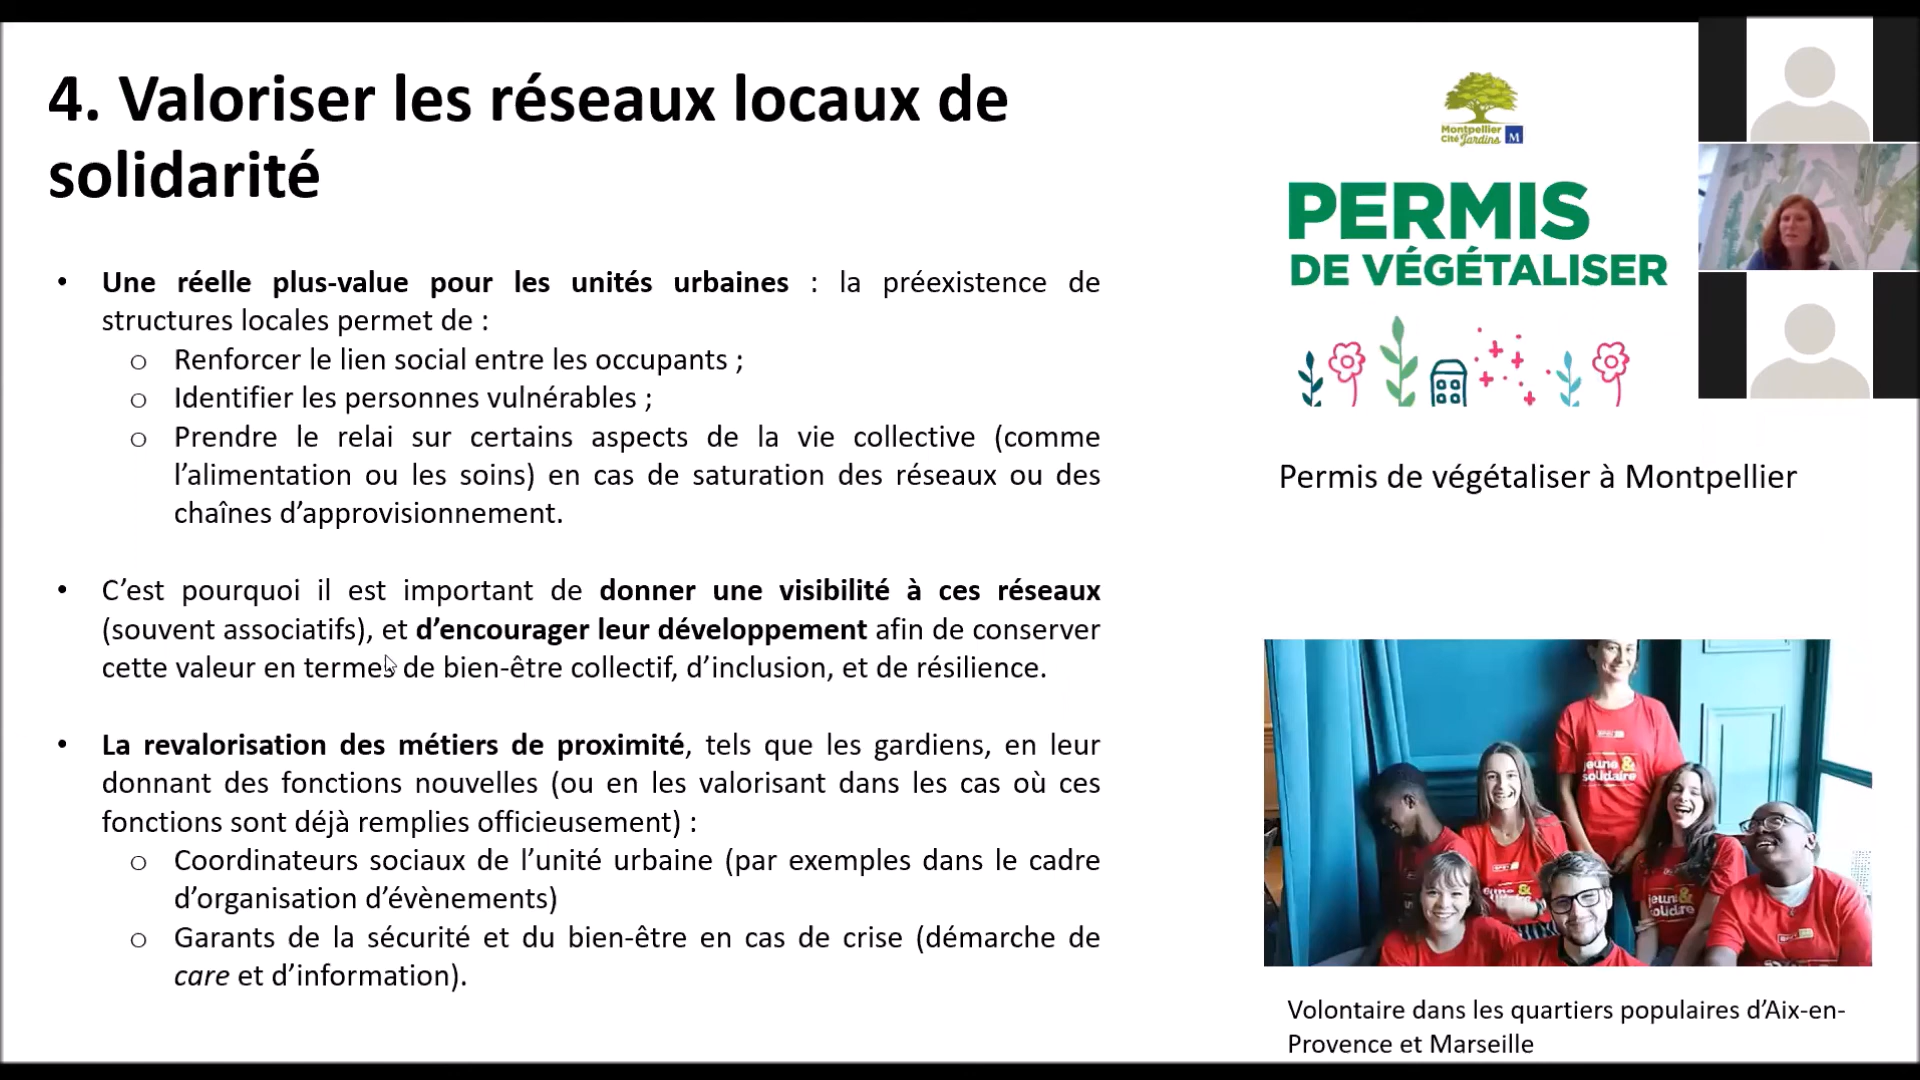 4. Valoriser les réseaux locaux de
solidarité
• Une réelle plus-value pour les unités urbaines : la préexistence de
structures locales permet de :
o Renforcer le lien social entre les occupants ;
o Identifier les personnes vulnérables ;
o Prendre le relai sur certains aspects de la vie collective (comme
l’alimentation ou les soins) en cas de saturation des réseaux ou des
chaînes d’approvisionnement.
• C’est pourquoi il est important de donner une visibilité à ces réseaux
(souvent associatifs), et d’encourager leur développement afin de conserver
cette valeur en termes de bien-être collectif, d’inclusion, et de résilience.
• La revalorisation des métiers de proximité, tels que les gardiens, en leur
donnant des fonctions nouvelles (ou en les valorisant dans les cas où ces
fonctions sont déjà remplies officieusement) :
o Coordinateurs sociaux de l’unité urbaine (par exemples dans le cadre
d’organisation d’évènements)
o Garants de la sécurité et du bien-être en cas de crise (démarche de
care et d’information).
Montpellier
Cité Jardins M
PERMIS
DE VÉGÉTALISER
Permis de végétaliser à Montpellier
jeune &
solidaire
jeune &
jeune &
solidaire
Volontaire dans les quartiers populaires d’Aix-en-
Provence et Marseille